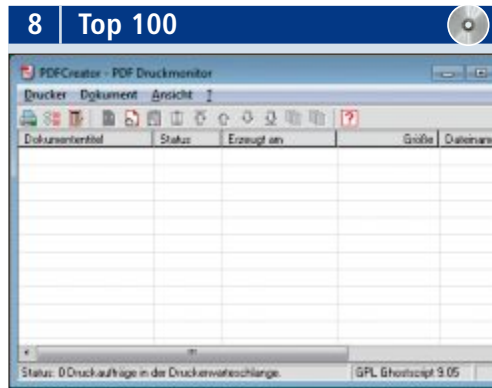 8 Top 100
PDFCreator - PDF Druckmonitor
Drucker Dokument Ansicht ?
Dokumententitel Status Erzeugt am Größe Dateiname
Status: 0 Druckaufträge in der Druckerwarteschlange. GPL Ghostscript 9.05